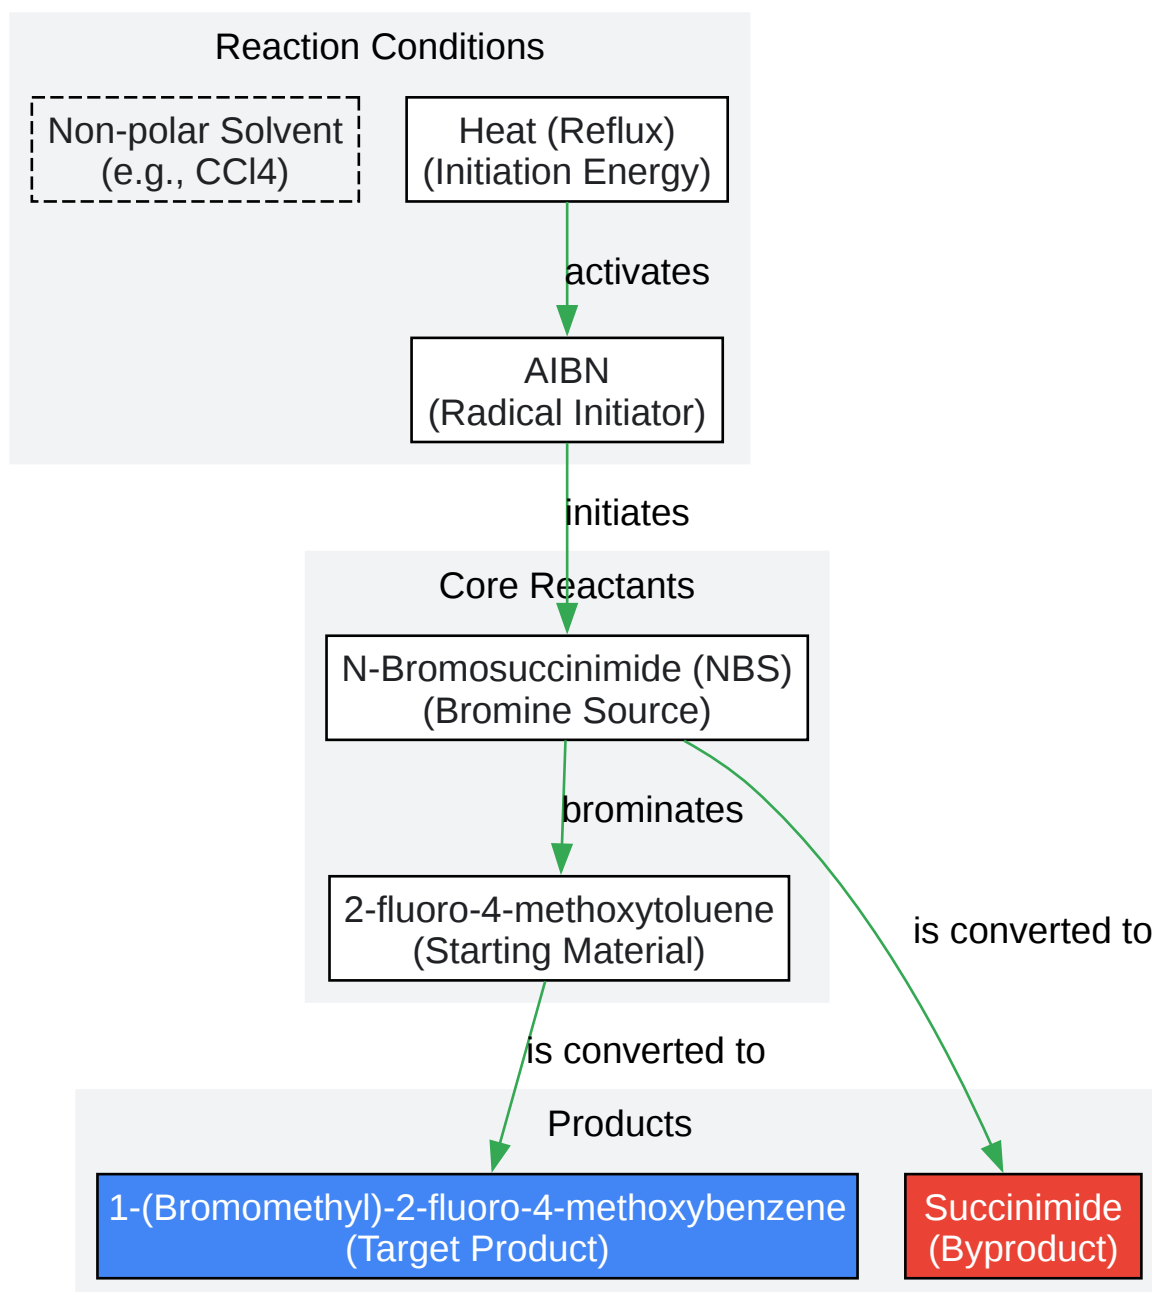 Reaction Conditions
Non-polar Solvent
(e.g., CCl4)
Heat (Reflux)
(Initiation Energy)
activates
AIBN
(Radical Initiator)
initiates
Core Reactants
N-Bromosuccinimide (NBS)
(Bromine Source)
brominates
2-fluoro-4-methoxytoluene
(Starting Material)
is converted to
is converted to
Products
1-(Bromomethyl)-2-fluoro-4-methoxybenzene
(Target Product)
Succinimide
(Byproduct)